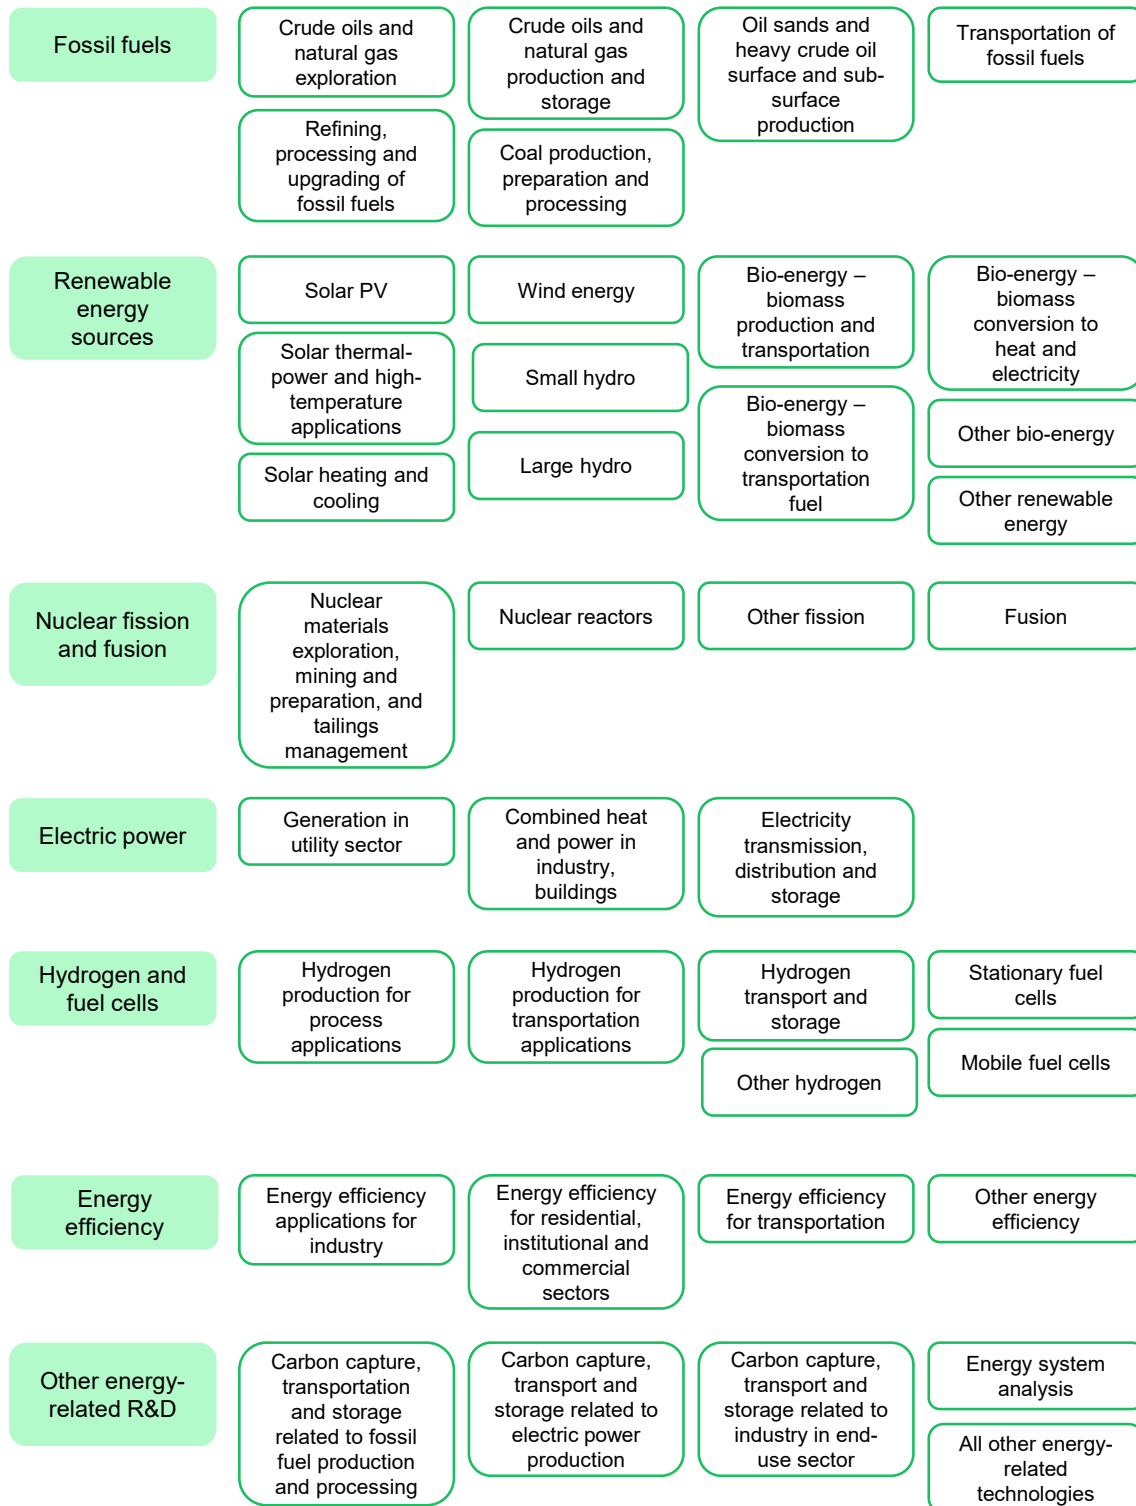 Fossil fuels
Crude oils and
natural gas
exploration
Crude oils and
natural gas
production and
storage
Oil sands and
heavy crude oil
surface and sub-
surface
production
Transportation of
fossil fuels
Refining,
processing and
upgrading of
fossil fuels
Coal production,
preparation and
processing
Renewable
energy
sources
Solar PV
Wind energy
Bio-energy –
biomass
production and
transportation
Bio-energy –
biomass
conversion to
heat and
electricity
Solar thermal-
power and high-
temperature
applications
Small hydro
Bio-energy –
biomass
conversion to
transportation
fuel
Other bio-energy
Solar heating and
cooling
Large hydro
Other renewable
energy
Nuclear fission
and fusion
Nuclear
materials
exploration,
mining and
preparation, and
tailings
management
Nuclear reactors
Other fission
Fusion
Electric power
Generation in
utility sector
Combined heat
and power in
industry,
buildings
Electricity
transmission,
distribution and
storage
Hydrogen and
fuel cells
Hydrogen
production for
process
applications
Hydrogen
production for
transportation
applications
Hydrogen
transport and
storage
Stationary fuel
cells
Other hydrogen
Mobile fuel cells
Energy
efficiency
Energy efficiency
applications for
industry
Energy efficiency
for residential,
institutional and
commercial
sectors
Energy efficiency
for transportation
Other energy
efficiency
Other energy-
related R&D
Carbon capture,
transportation
and storage
related to fossil
fuel production
and processing
Carbon capture,
transport and
storage related to
electric power
production
Carbon capture,
transport and
storage related to
industry in end-
use sector
Energy system
analysis
All other energy-
related
technologies